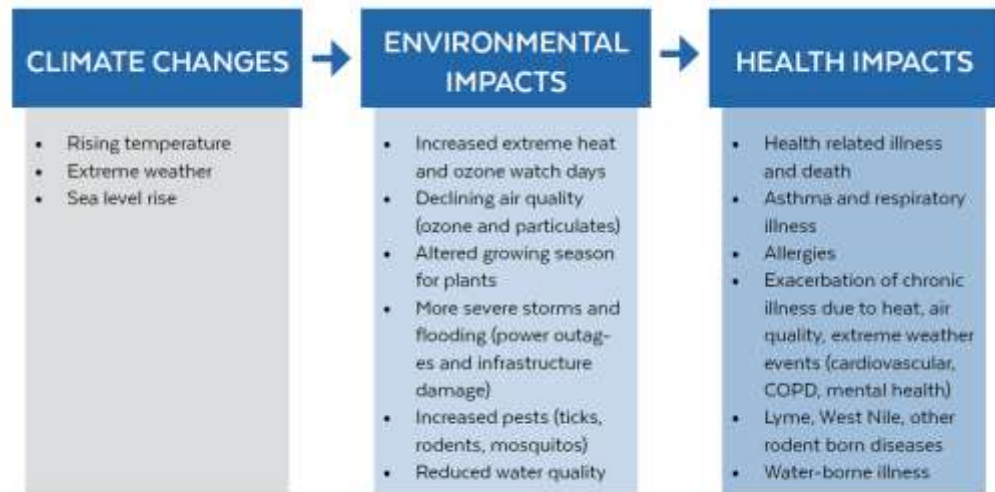 CLIMATE CHANGES
• Rising temperature
• Extreme weather
• Sea level rise
ENVIRONMENTAL
IMPACTS
• Increased extreme heat
and ozone watch days
• Declining air quality
(ozone and particulates)
• Altered growing season
for plants
• More severe storms and
flooding (power outag-
es and infrastructure
damage)
• Increased pests (ticks,
rodents, mosquitos)
• Reduced water quality
HEALTH IMPACTS
• Health related illness
and death
• Asthma and respiratory
illness
• Allergies
• Exacerbation of chronic
illness due to heat, air
quality, extreme weather
events (cardiovascular,
COPD, mental health)
• Lyme, West Nile, other
rodent born diseases
• Water-borne illness